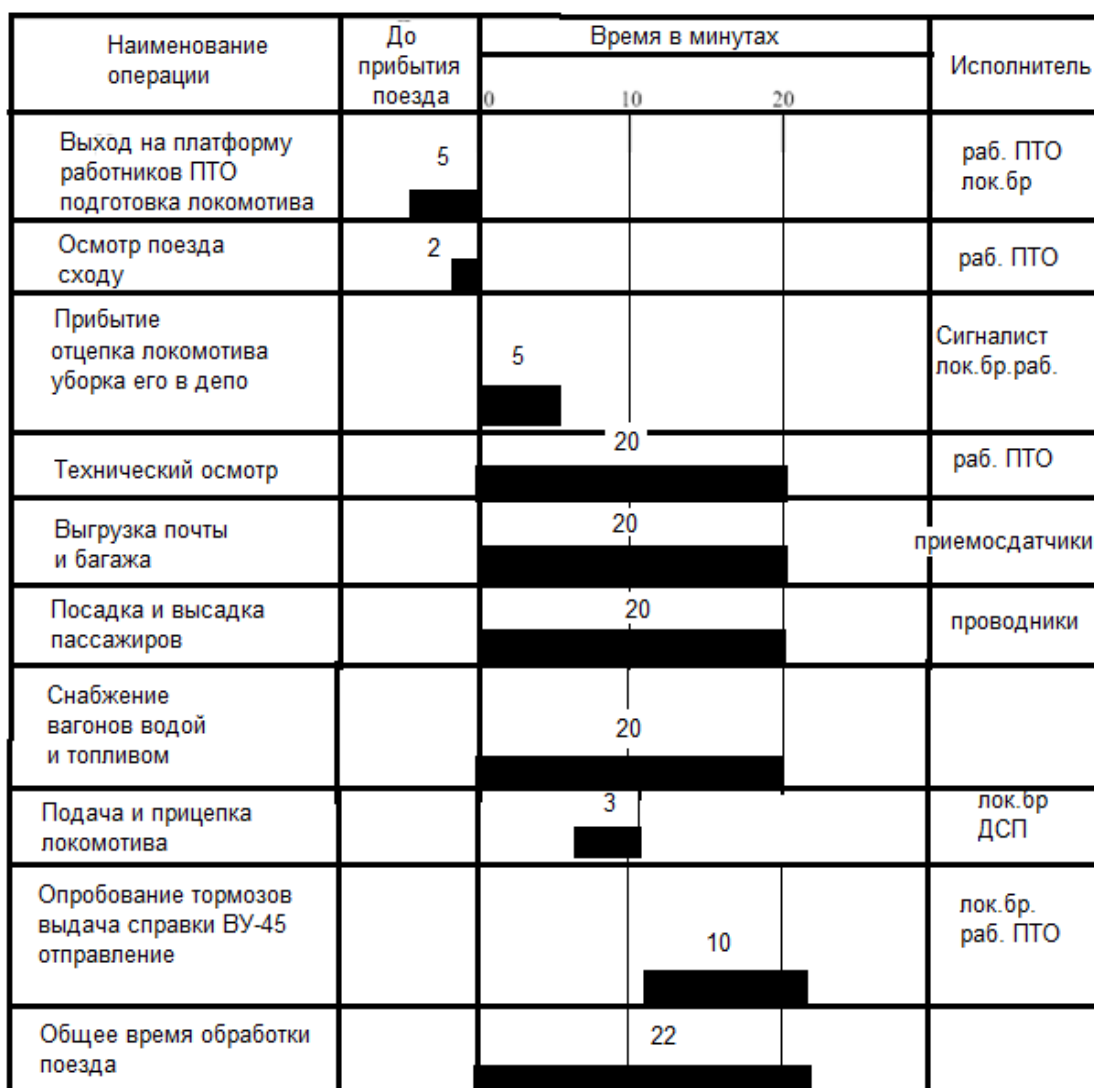 Наименование
операции
До
прибытия
поезда
Время в минутах
0 10 20
Исполнитель
Выход на платформу
работников ПТО
подготовка локомотива
5
раб. ПТО
лок.бр
Осмотр поезда
сходу
2
раб. ПТО
Прибытие
отцепка локомотива
уборка его в депо
5
Сигналист
лок.бр.раб.
Технический осмотр
20
раб. ПТО
Выгрузка почты
и багажа
20
приемосдатчики
Посадка и высадка
пассажиров
20
проводники
Снабжение
вагонов водой
и топливом
20
Подача и прицепка
локомотива
3
лок.бр
ДСП
Опробование тормозов
выдача справки ВУ-45
отправление
10
лок.бр.
раб. ПТО
Общее время обработки
поезда
22